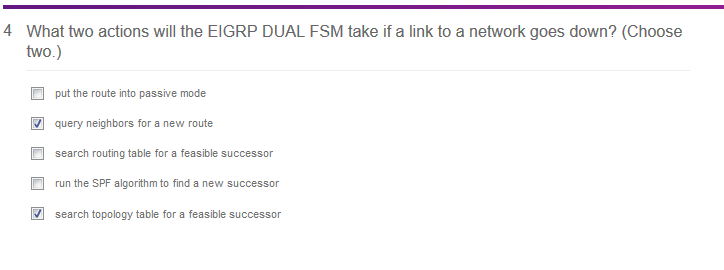 4 What two actions will the EIGRP DUAL FSM take if a link to a network goes down? (Choose
two.)
put the route into passive mode
query neighbors for a new route
search routing table for a feasible successor
run the SPF algorithm to find a new successor
search topology table for a feasible successor